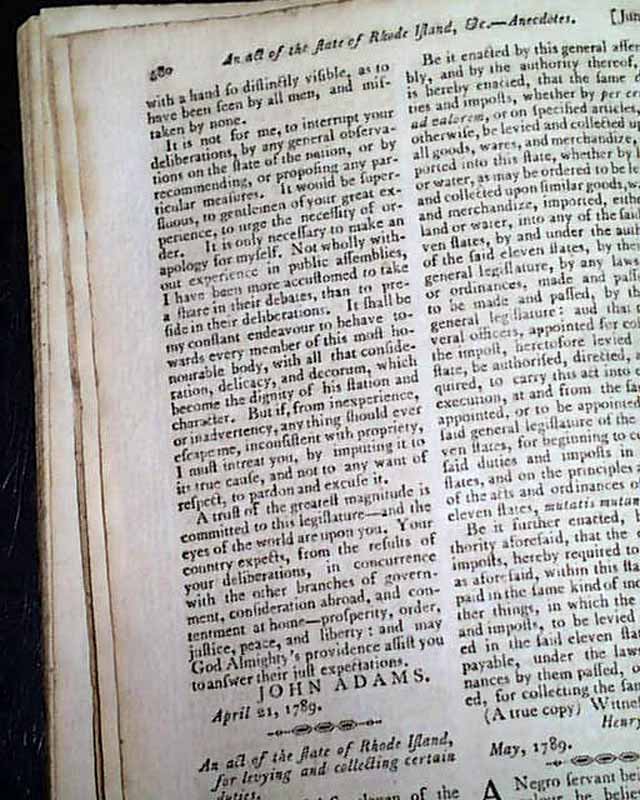 480
An act of the ſtate of Rhode Iſland, &c.—Anecdotes.
[Jun
with a hand ſo diſtinctly viſible, as to
have been ſeen by all men, and miſ-
taken by none.
It is not for me, to interrupt your
deliberations, by any general obſerva-
tions on the ſtate of the nation, or by
recommending, or propoſing any par-
ticular meaſures. It would be ſuper-
fluous, to gentlemen of your great ex-
perience, to urge the neceſſity of or-
der. It is only neceſſary to make an
apology for myſelf. Not wholly with-
out experience in public aſſemblies,
I have been more accuſtomed to take
a ſhare in their debates, than to pre-
ſide in their deliberations. It ſhall be
my conſtant endeavour to behave to-
wards every member of this moſt ho-
nourable body, with all that conſide-
ration, delicacy, and decorum, which
become the dignity of his ſtation and
character. But if, from inexperience,
or inadvertency, any thing ſhould ever
eſcape me, inconſiſtent with propriety,
I muſt intreat you, by imputing it to
its true cauſe, and not to any want of
reſpect, to pardon and excuſe it.
A truſt of the greateſt magnitude is
committed to this legiſlature—and the
eyes of the world are upon you. Your
country expects, from the reſults of
your deliberations, in concurrence
with the other branches of govern-
ment, conſideration abroad, and con-
tentment at home—proſperity, order,
juſtice, peace, and liberty: and may
God Almighty's providence aſſiſt you
to anſwer their juſt expectations.
JOHN ADAMS.
April 21, 1789.
An act of the ſtate of Rhode Iſland,
for levying and collecting certain
duties.
eleven of the
Be it enacted by this general aſſem
bly, and by the authority thereof,
is hereby enacted, that the ſame d
ties and impoſts, whether by per ce
ad valorem, or on ſpecified articles,
otherwiſe, be levied and collected up
all goods, wares, and merchandize,
ported into this ſtate, whether by l
or water, as may be ordered to be le
and collected upon ſimilar goods, w
and merchandize, imported, eith
land or water, into any of the ſaid
ven ſtates, by and under the auth
of the ſaid eleven ſtates, by the
general legiſlature, by any laws
or ordinances, made and paſſ
to be made and paſſed, by th
general legiſlature: and that t
veral officers, appointed for co
the impoſt, heretofore levied
ſtate, be authoriſed, directed,
quired, to carry this act into e
execution, at and from the ſa
appointed, or to be appointed
ſaid general legiſlature of the
ven ſtates, for beginning to c
ſaid duties and impoſts in
ſtates, and on the principles
of the acts and ordinances of
eleven ſtates, mutatis mutan
Be it further enacted,
thority aforeſaid, that the
impoſts, hereby required to
as aforeſaid, within this ſta
paid in the ſame kind of mo
ther things, in which the
and impoſts, to be levied
ed in the ſaid eleven ſta
payable, under the laws
nances by them paſſed, o
ed, for collecting the ſam
(A true copy) Witneſ
Henry
May, 1789.
A Negro ſervant bei
he belie